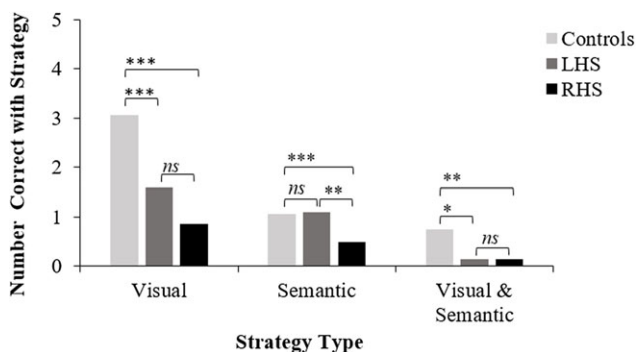 Number Correct with Strategy
5
4
3
2
1
0
***
***
ns
***
ns
**
**
*
ns
Controls
LHS
RHS
Visual
Semantic
Visual &
Semantic
Strategy Type